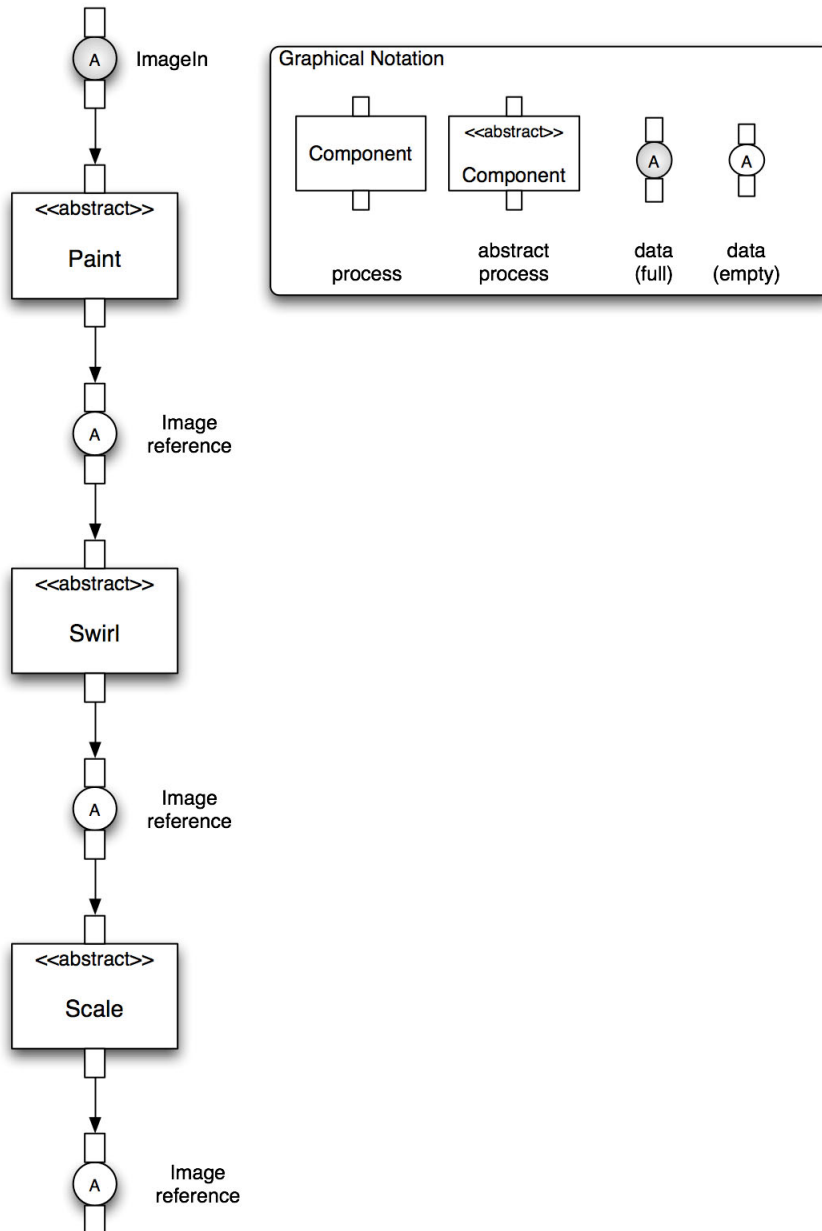 A
ImageIn
<<abstract>>
Paint
A
Image
reference
<<abstract>>
Swirl
A
Image
reference
<<abstract>>
Scale
A
Image
reference
Graphical Notation
Component
<<abstract>>
Component
A
A
process
abstract
process
data
(full)
data
(empty)